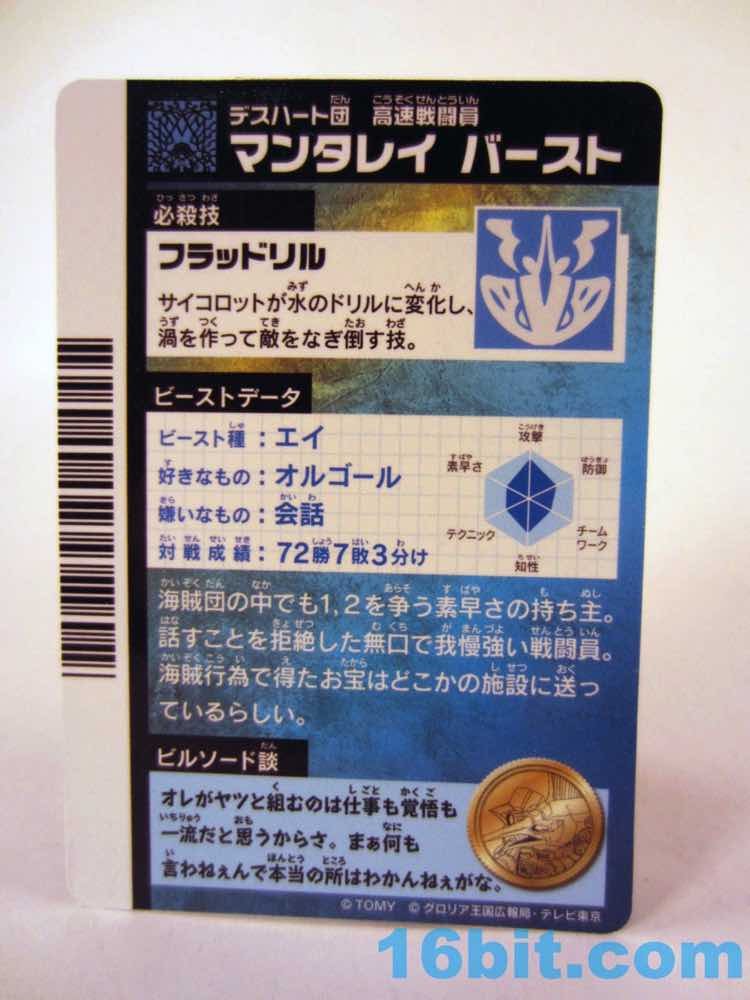 デスハート団 高速戦闘員
マンタレイ バースト
必殺技
フラッドリル
サイコロットが水のドリルに変化し、
渦を作って敵をなぎ倒す技。
ビーストデータ
ビースト種：エイ
好きなもの：オルゴール
嫌いなもの：会話
対戦成績：72勝7敗3分け
攻撃
素早さ
防御
テクニック
チーム
ワーク
知性
海賊団の中でも1,2を争う素早さの持ち主。
話すことを拒絶した無口で我慢強い戦闘員。
海賊行為で得たお宝はどこかの施設に送っ
ているらしい。
ビルソード談
オレがヤツと組むのは仕事も覚悟も
一流だと思うからさ。まぁ何も
言わねぇんで本当の所はわかんねぇがな。
©TOMY ©グロリア王国広報局・テレビ東京
16bit.com